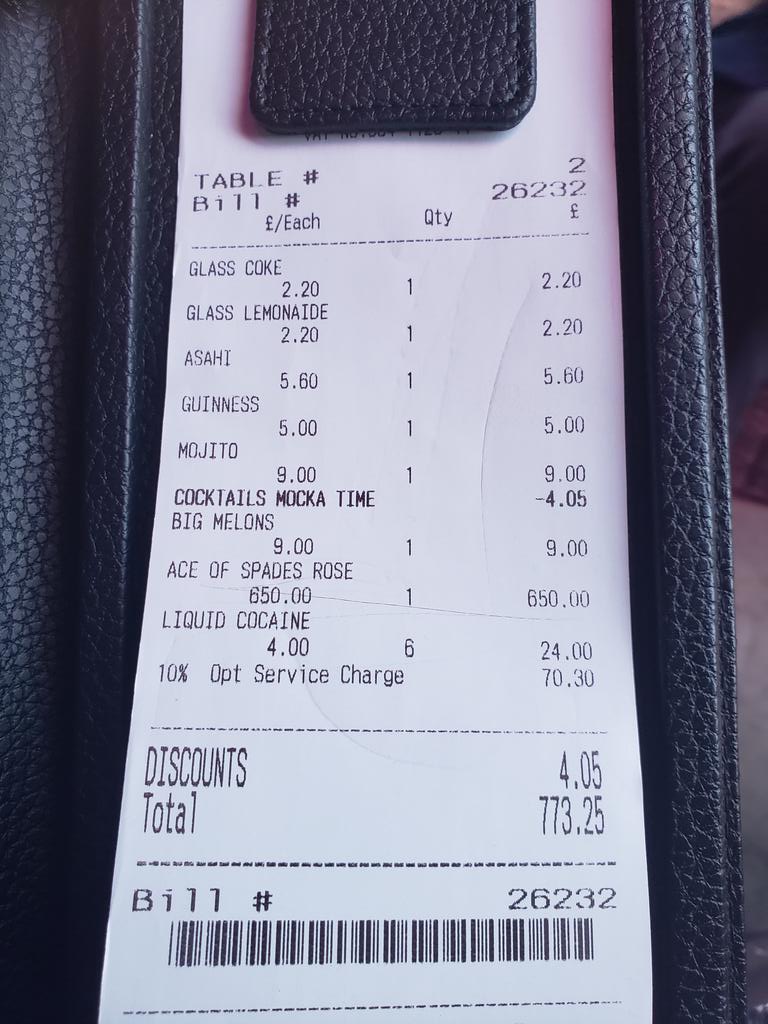 TABLE # 2
Bill # 26232
£/Each Qty £
GLASS COKE
2.20 1 2.20
GLASS LEMONAIDE
2.20 1 2.20
ASAHI
5.60 1 5.60
GUINNESS
5.00 1 5.00
MOJITO
9.00 1 9.00
COCKTAILS MOCKA TIME -4.05
BIG MELONS
9.00 1 9.00
ACE OF SPADES ROSE
650.00 1 650.00
LIQUID COCAINE
4.00 6 24.00
10% Opt Service Charge 70.30
DISCOUNTS 4.05
Total 773.25
Bill # 26232